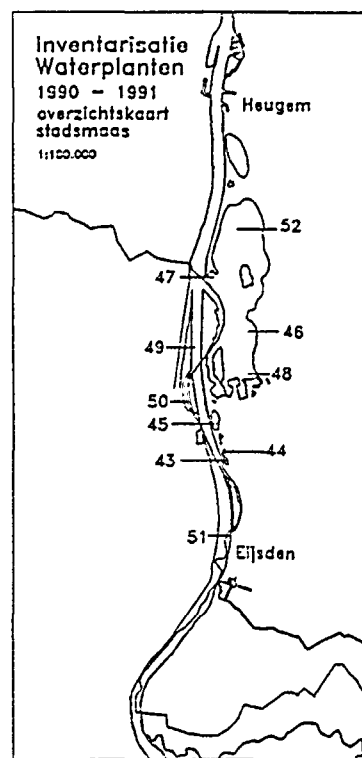 Inventarisatie
Waterplanten
1990 - 1991
overzichtskaart
stadsmaas
1:100.000
Heugem
52
47
46
49
48
50
45
44
43
51
Eijsden